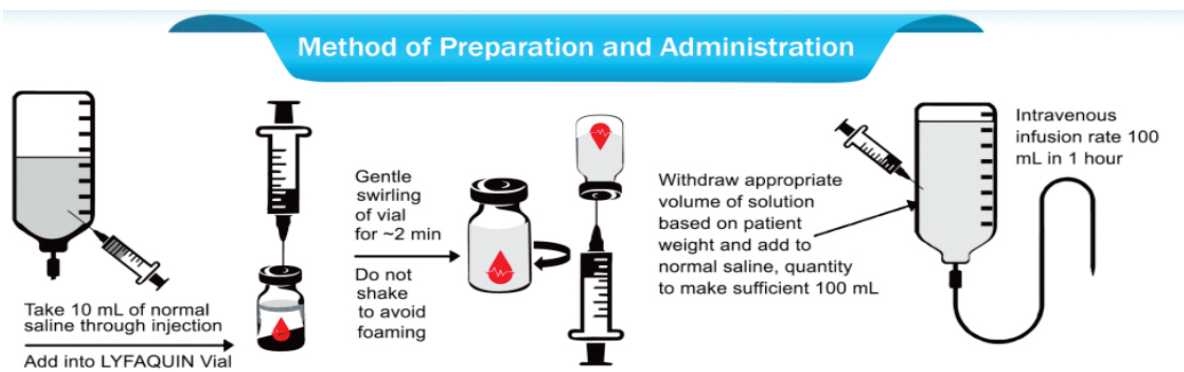 Method of Preparation and Administration
Take 10 mL of normal
saline through injection
Add into LYFAQUIN Vial
Gentle
swirling
of vial
for ~2 min
Do not
shake
to avoid
foaming
Withdraw appropriate
volume of solution
based on patient
weight and add to
normal saline, quantity
to make sufficient 100 mL
Intravenous
infusion rate 100
mL in 1 hour